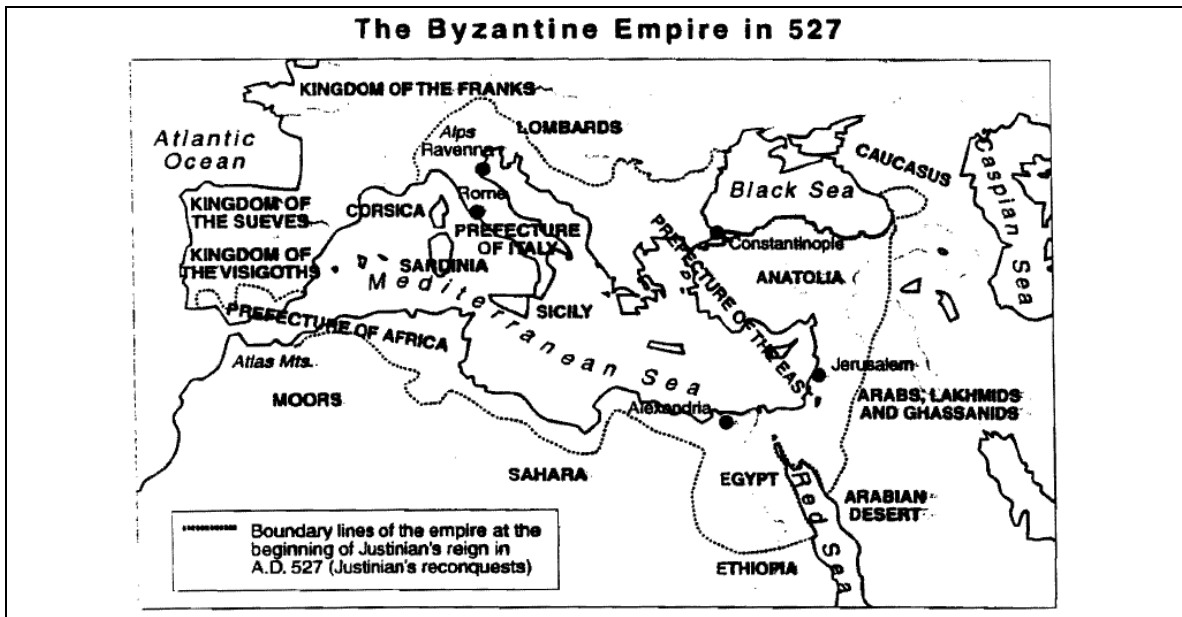 The Byzantine Empire in 527
KINGDOM OF THE FRANKS
Atlantic
Ocean
Alps
LOMBARDS
Ravenna
CAUCASUS
Caspian Sea
Black Sea
KINGDOM OF
THE SUEVES
CORSICA
Rome
PREFECTURE
OF ITALY
Constantinople
KINGDOM OF
THE VISIGOTHS
SARDINIA
ANATOLIA
Mediterranean Sea
PREFECTURE OF THE EAST
SICILY
PREFECTURE OF AFRICA
Atlas Mts.
Jerusalem
MOORS
Alexandria
ARABS, LAKHMIDS
AND GHASSANIDS
SAHARA
EGYPT
Red Sea
ARABIAN
DESERT
ETHIOPIA
Boundary lines of the empire at the
beginning of Justinian's reign in
A.D. 527 (Justinian's reconquests)